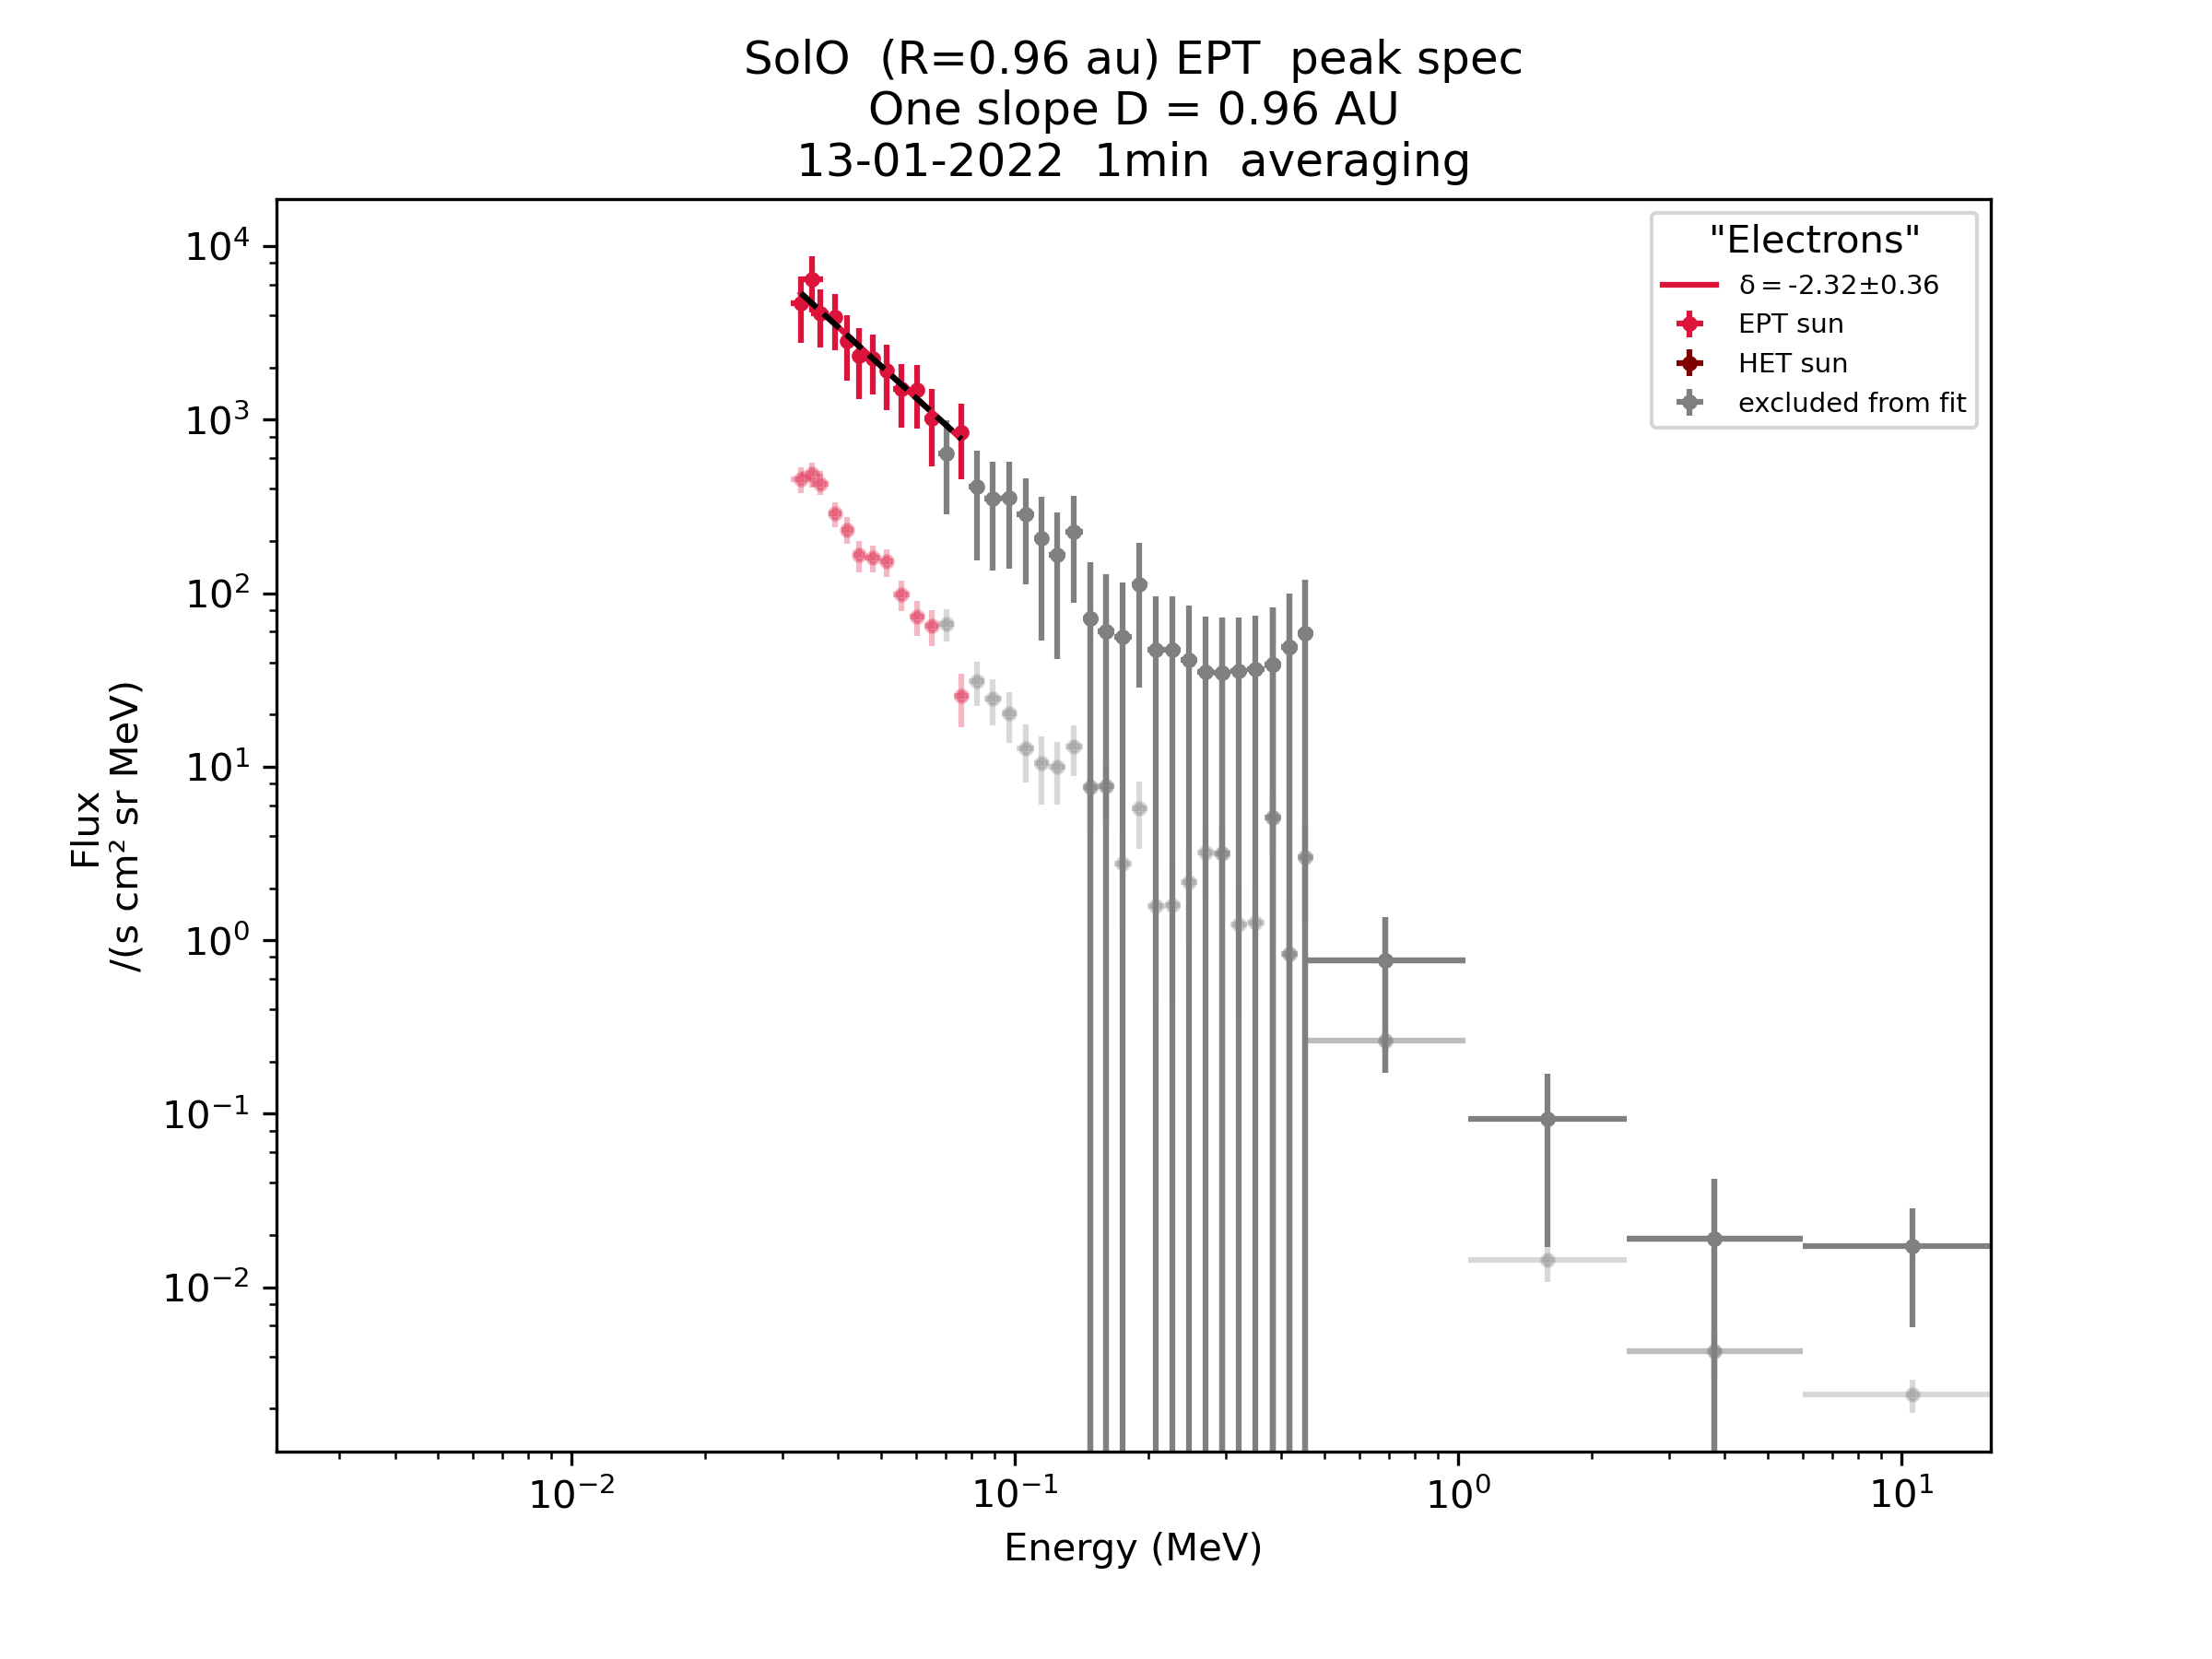 SolO (R=0.96 au) EPT peak spec
One slope D = 0.96 AU
13-01-2022 1min averaging
"Electrons"
δ = -2.32±0.36
EPT sun
HET sun
excluded from fit
10⁴
10³
10²
10¹
10⁰
10⁻¹
10⁻²
Flux
/(s cm² sr MeV)
10⁻²
10⁻¹
10⁰
10¹
Energy (MeV)